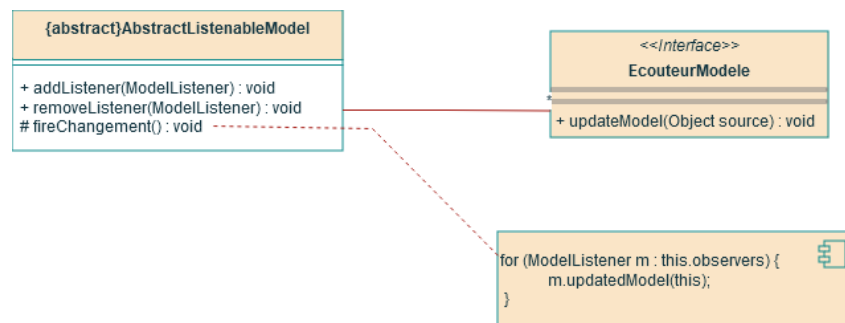 {abstract}AbstractListenableModel
+ addListener(ModelListener) : void
+ removeListener(ModelListener) : void
# fireChangement() : void
<<Interface>>
EcouteurModele
*
+ updateModel(Object source) : void
for (ModelListener m : this.observers) {
m.updatedModel(this);
}